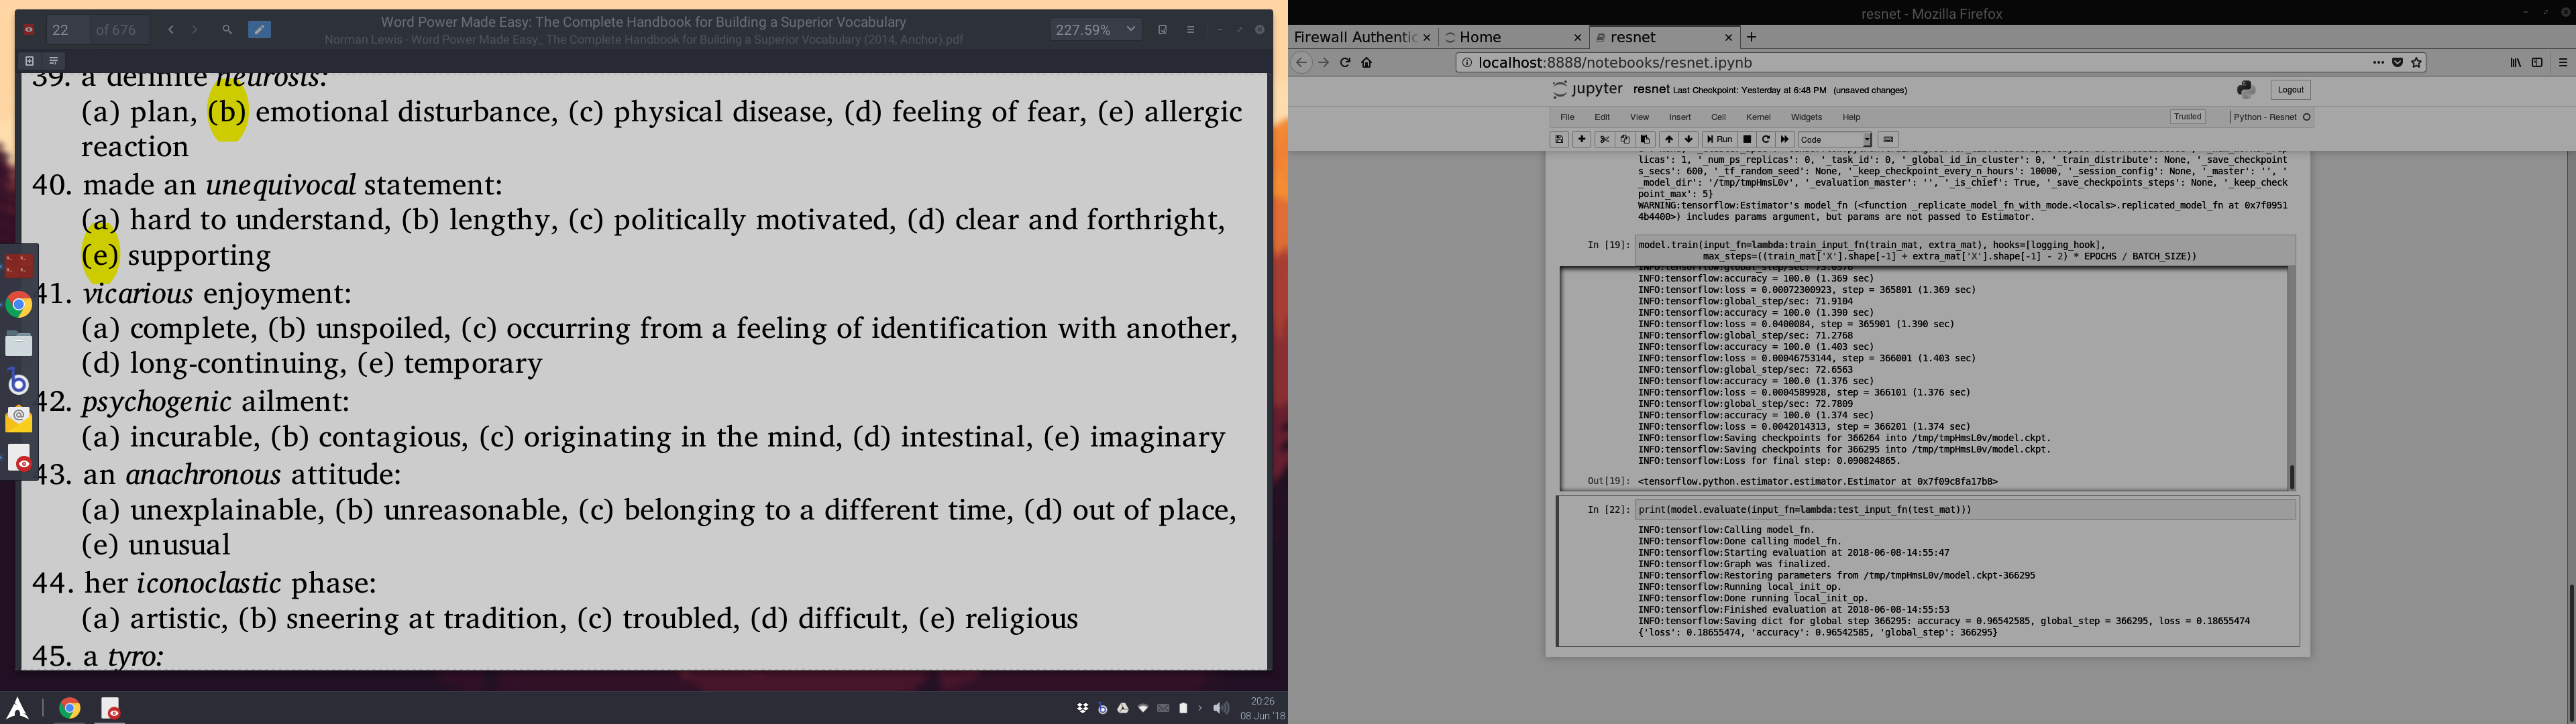 22 of 676
Word Power Made Easy: The Complete Handbook for Building a Superior Vocabulary
Norman Lewis - Word Power Made Easy_ The Complete Handbook for Building a Superior Vocabulary (2014, Anchor).pdf
227.59%
39. a definite neurosis:
(a) plan, (b) emotional disturbance, (c) physical disease, (d) feeling of fear, (e) allergic
reaction
40. made an unequivocal statement:
(a) hard to understand, (b) lengthy, (c) politically motivated, (d) clear and forthright,
(e) supporting
41. vicarious enjoyment:
(a) complete, (b) unspoiled, (c) occurring from a feeling of identification with another,
(d) long-continuing, (e) temporary
42. psychogenic ailment:
(a) incurable, (b) contagious, (c) originating in the mind, (d) intestinal, (e) imaginary
43. an anachronous attitude:
(a) unexplainable, (b) unreasonable, (c) belonging to a different time, (d) out of place,
(e) unusual
44. her iconoclastic phase:
(a) artistic, (b) sneering at tradition, (c) troubled, (d) difficult, (e) religious
45. a tyro:
20:26
08 Jun '18
resnet - Mozilla Firefox
Firewall Authentic
Home
resnet
localhost:8888/notebooks/resnet.ipynb
jupyter resnet Last Checkpoint: Yesterday at 6:48 PM (unsaved changes)
Logout
File Edit View Insert Cell Kernel Widgets Help
Trusted
Python - Resnet
Run
Code
licas': 1, '_num_ps_replicas': 0, '_task_id': 0, '_global_id_in_cluster': 0, '_train_distribute': None, '_save_checkpoint
s_secs': 600, '_tf_random_seed': None, '_keep_checkpoint_every_n_hours': 10000, '_session_config': None, '_master': '', '
_model_dir': '/tmp/tmpHmsL0v', '_evaluation_master': '', '_is_chief': True, '_save_checkpoints_steps': None, '_keep_check
point_max': 5}
WARNING:tensorflow:Estimator's model_fn (<function _replicate_model_fn_with_mode.<locals>.replicated_model_fn at 0x7f0951
4b4400>) includes params argument, but params are not passed to Estimator.
In [19]: model.train(input_fn=lambda:train_input_fn(train_mat, extra_mat), hooks=[logging_hook],
max_steps=((train_mat['X'].shape[-1] + extra_mat['X'].shape[-1] - 2) * EPOCHS / BATCH_SIZE))
INFO:tensorflow:global_step/sec: 73.0376
INFO:tensorflow:accuracy = 100.0 (1.369 sec)
INFO:tensorflow:loss = 0.00072300923, step = 365801 (1.369 sec)
INFO:tensorflow:global_step/sec: 71.9104
INFO:tensorflow:accuracy = 100.0 (1.390 sec)
INFO:tensorflow:loss = 0.0400084, step = 365901 (1.390 sec)
INFO:tensorflow:global_step/sec: 71.2768
INFO:tensorflow:accuracy = 100.0 (1.403 sec)
INFO:tensorflow:loss = 0.00046753144, step = 366001 (1.403 sec)
INFO:tensorflow:global_step/sec: 72.6563
INFO:tensorflow:accuracy = 100.0 (1.376 sec)
INFO:tensorflow:loss = 0.0004589928, step = 366101 (1.376 sec)
INFO:tensorflow:global_step/sec: 72.7809
INFO:tensorflow:accuracy = 100.0 (1.374 sec)
INFO:tensorflow:loss = 0.0042014313, step = 366201 (1.374 sec)
INFO:tensorflow:Saving checkpoints for 366264 into /tmp/tmpHmsL0v/model.ckpt.
INFO:tensorflow:Saving checkpoints for 366295 into /tmp/tmpHmsL0v/model.ckpt.
INFO:tensorflow:Loss for final step: 0.090824865.
Out[19]: <tensorflow.python.estimator.estimator.Estimator at 0x7f09c8fa17b8>
In [22]: print(model.evaluate(input_fn=lambda:test_input_fn(test_mat)))
INFO:tensorflow:Calling model_fn.
INFO:tensorflow:Done calling model_fn.
INFO:tensorflow:Starting evaluation at 2018-06-08-14:55:47
INFO:tensorflow:Graph was finalized.
INFO:tensorflow:Restoring parameters from /tmp/tmpHmsL0v/model.ckpt-366295
INFO:tensorflow:Running local_init_op.
INFO:tensorflow:Done running local_init_op.
INFO:tensorflow:Finished evaluation at 2018-06-08-14:55:53
INFO:tensorflow:Saving dict for global step 366295: accuracy = 0.96542585, global_step = 366295, loss = 0.18655474
{'loss': 0.18655474, 'accuracy': 0.96542585, 'global_step': 366295}